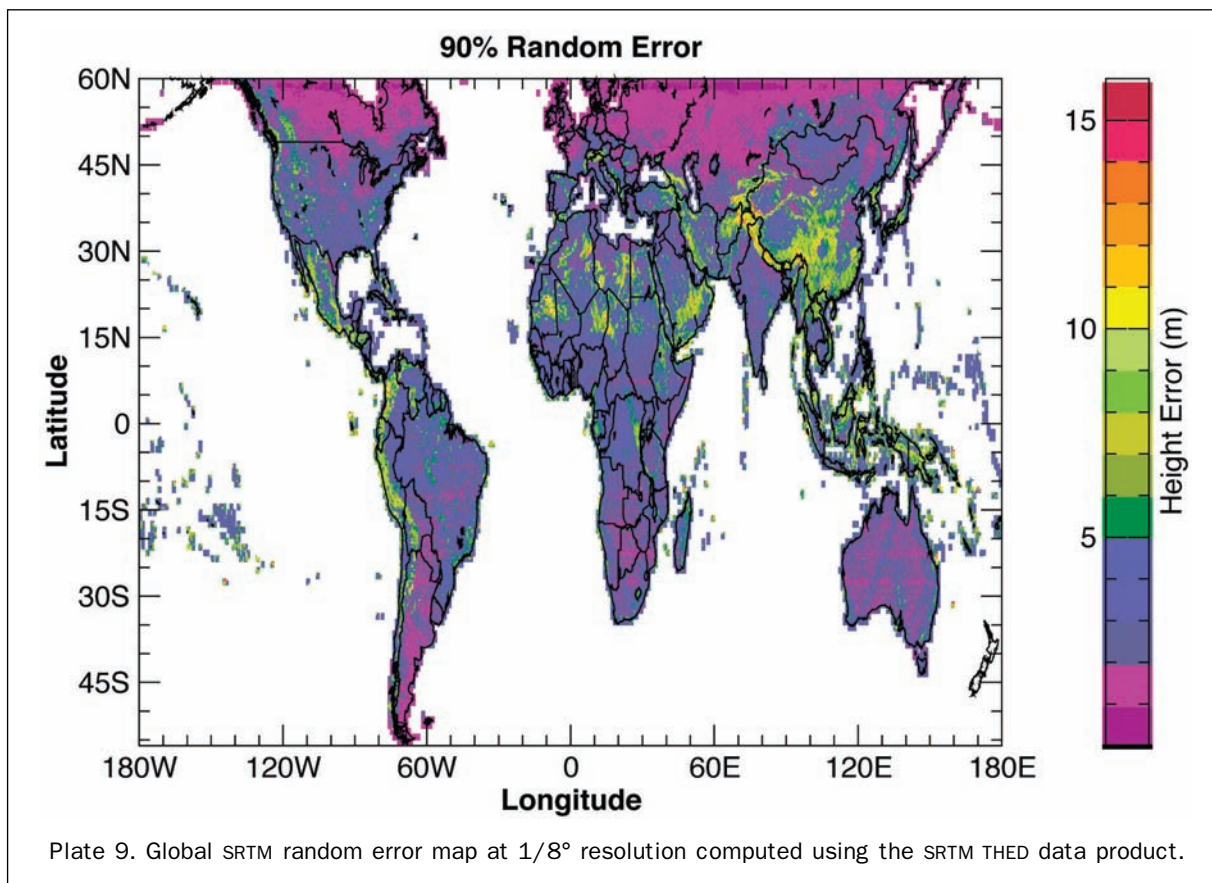 90% Random Error
60N
45N
30N
15N
0
15S
30S
45S
Latitude
180W
120W
60W
0
60E
120E
180E
Longitude
15
10
5
Height Error (m)
Plate 9. Global SRTM random error map at 1/8° resolution computed using the SRTM THED data product.